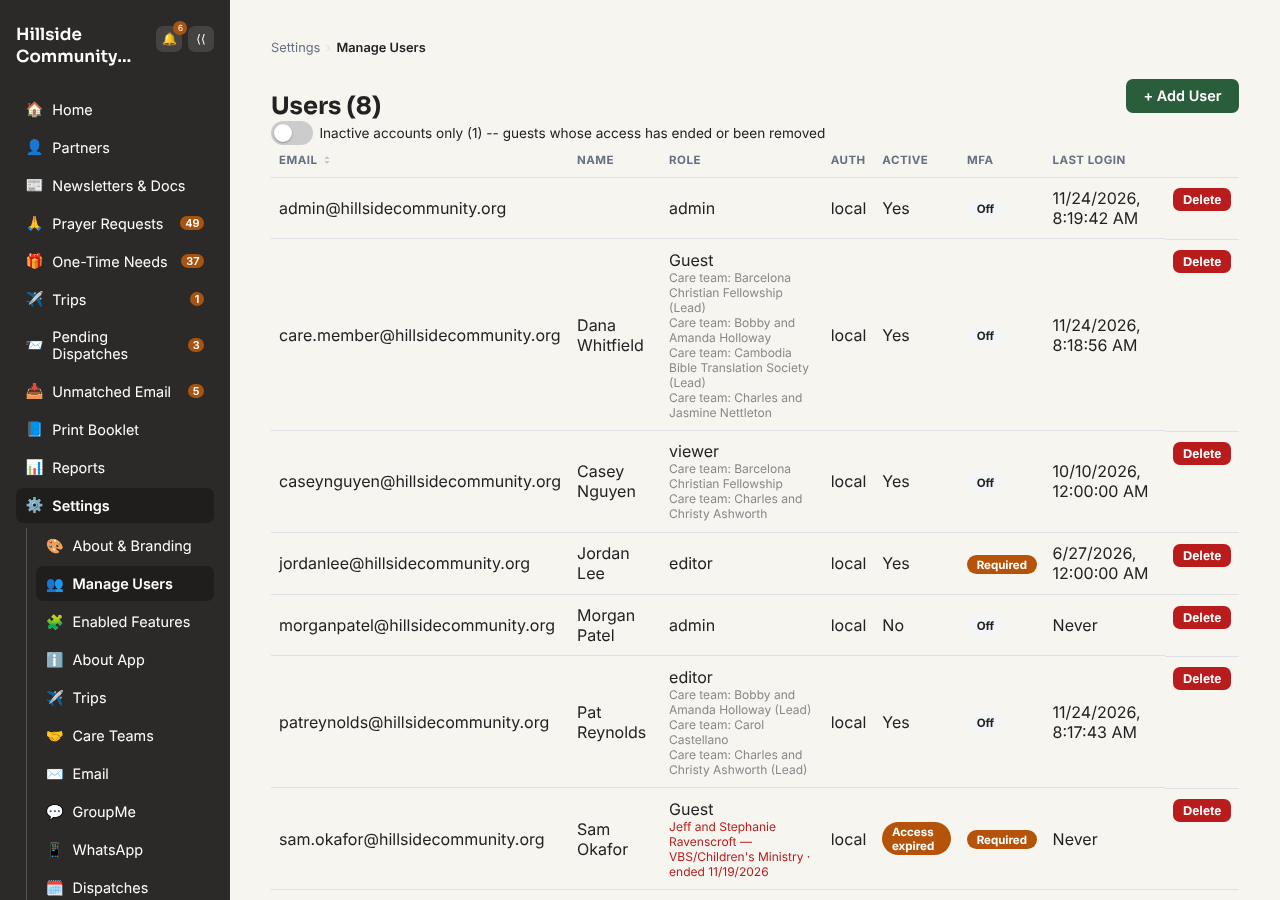 Hillside
Community...
6
⟨⟨
Home
Partners
Newsletters & Docs
Prayer Requests 49
One-Time Needs 37
Trips 1
Pending
Dispatches 3
Unmatched Email 5
Print Booklet
Reports
Settings
About & Branding
Manage Users
Enabled Features
About App
Trips
Care Teams
Email
GroupMe
WhatsApp
Dispatches
Settings › Manage Users
Users (8)
+ Add User
Inactive accounts only (1) -- guests whose access has ended or been removed
EMAIL NAME ROLE AUTH ACTIVE MFA LAST LOGIN
admin@hillsidecommunity.org admin local Yes Off 11/24/2026, 8:19:42 AM Delete
care.member@hillsidecommunity.org
Dana
Whitfield
Guest
Care team: Barcelona
Christian Fellowship
(Lead)
Care team: Bobby and
Amanda Holloway
Care team: Cambodia
Bible Translation Society
(Lead)
Care team: Charles and
Jasmine Nettleton
local Yes Off
11/24/2026,
8:18:56 AM
Delete
caseynguyen@hillsidecommunity.org
Casey
Nguyen
viewer
Care team: Barcelona
Christian Fellowship
Care team: Charles and
Christy Ashworth
local Yes Off
10/10/2026,
12:00:00 AM
Delete
jordanlee@hillsidecommunity.org
Jordan
Lee
editor local Yes Required
6/27/2026,
12:00:00 AM
Delete
morganpatel@hillsidecommunity.org
Morgan
Patel
admin local No Off Never Delete
patreynolds@hillsidecommunity.org
Pat
Reynolds
editor
Care team: Bobby and
Amanda Holloway (Lead)
Care team: Carol
Castellano
Care team: Charles and
Christy Ashworth (Lead)
local Yes Off
11/24/2026,
8:17:43 AM
Delete
sam.okafor@hillsidecommunity.org
Sam
Okafor
Guest
Jeff and Stephanie
Ravenscroft —
VBS/Children's Ministry ·
ended 11/19/2026
local
Access
expired
Required Never Delete